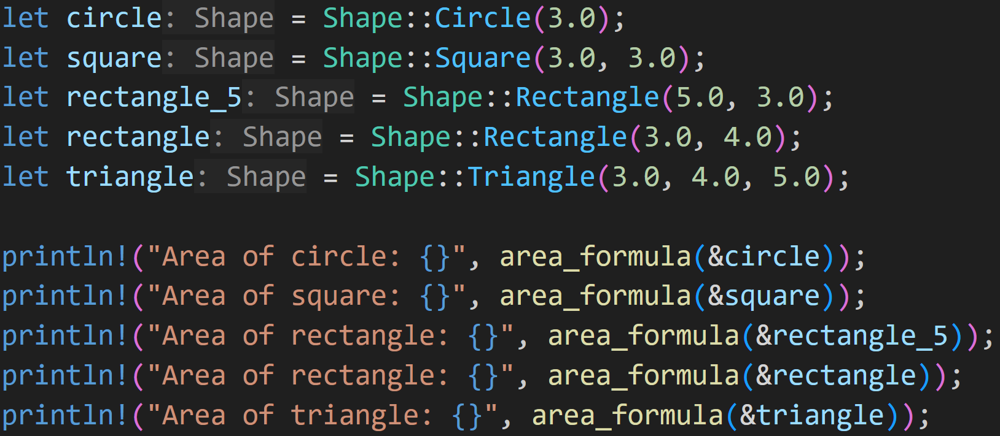 let circle: Shape = Shape::Circle(3.0);
let square: Shape = Shape::Square(3.0, 3.0);
let rectangle_5: Shape = Shape::Rectangle(5.0, 3.0);
let rectangle: Shape = Shape::Rectangle(3.0, 4.0);
let triangle: Shape = Shape::Triangle(3.0, 4.0, 5.0);
println!("Area of circle: {}", area_formula(&circle));
println!("Area of square: {}", area_formula(&square));
println!("Area of rectangle: {}", area_formula(&rectangle_5));
println!("Area of rectangle: {}", area_formula(&rectangle));
println!("Area of triangle: {}", area_formula(&triangle));